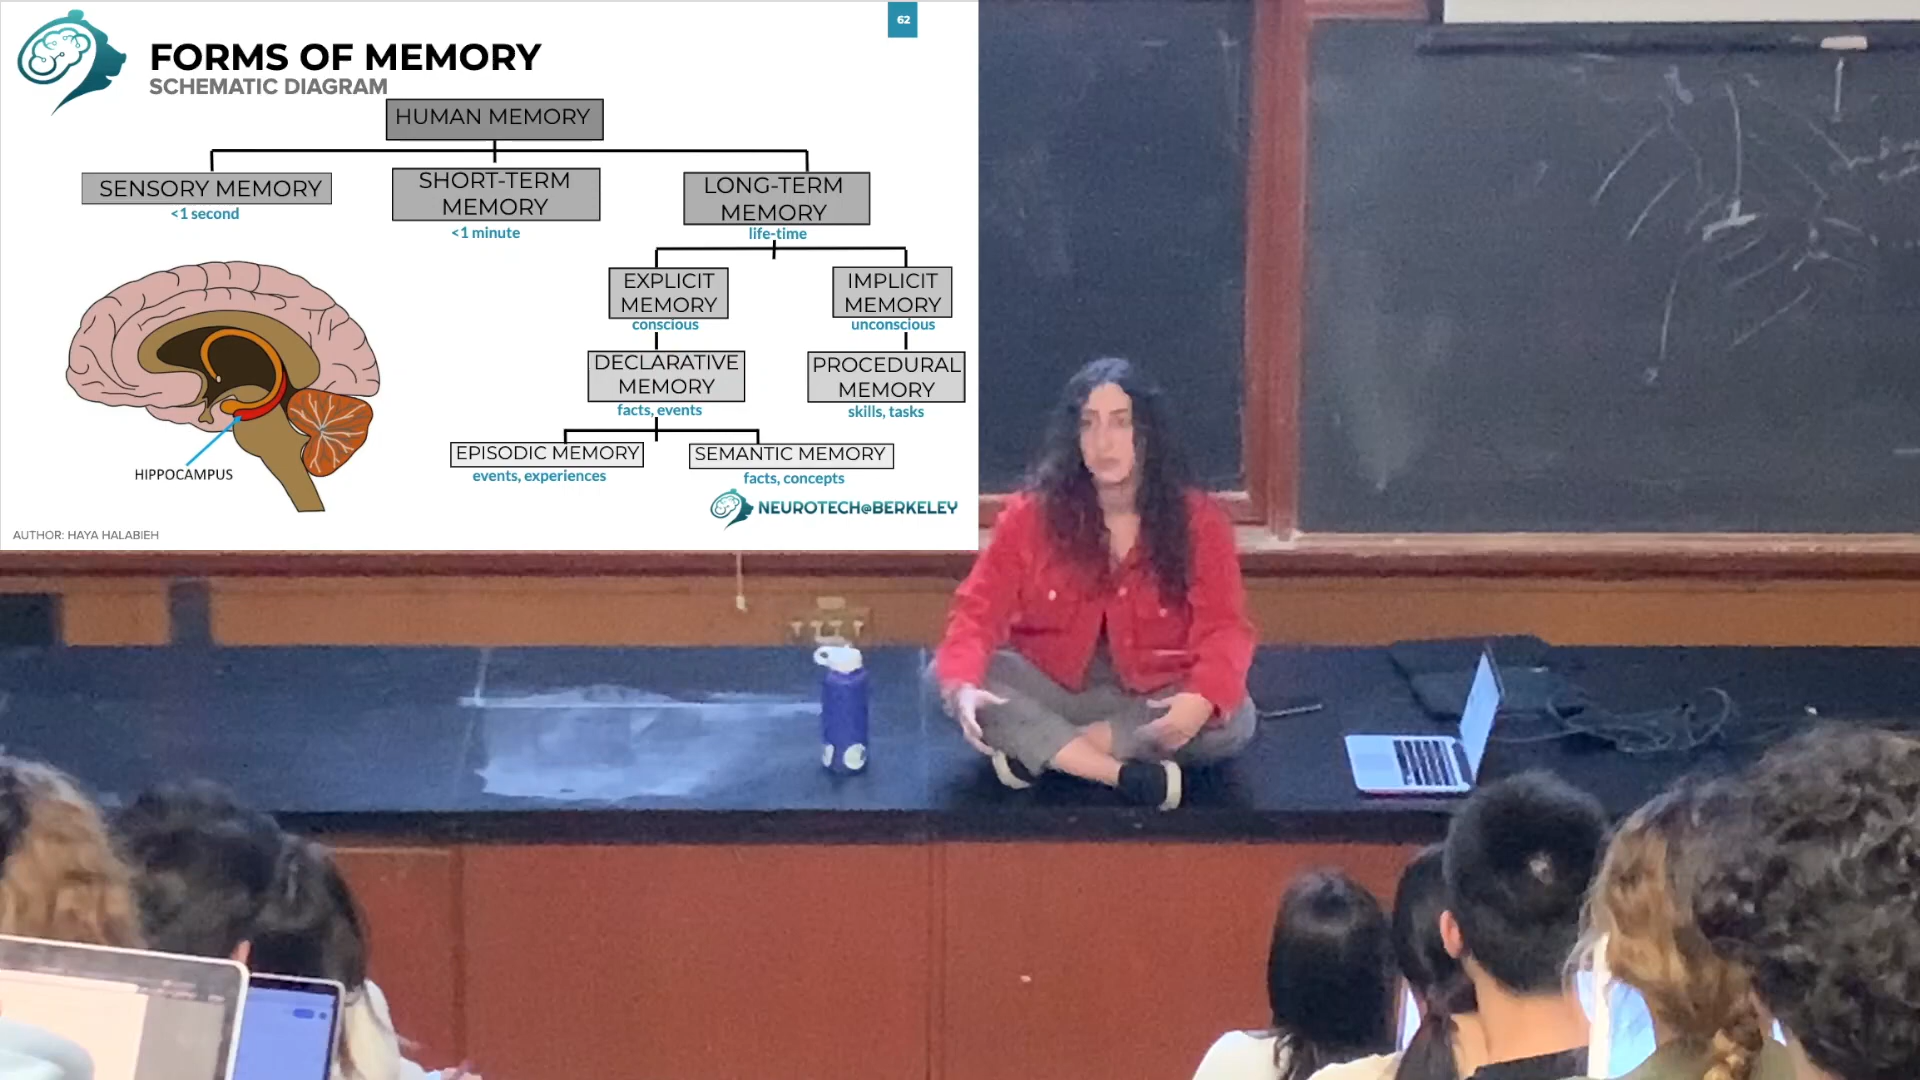 62
FORMS OF MEMORY
SCHEMATIC DIAGRAM
HUMAN MEMORY
SENSORY MEMORY
<1 second
SHORT-TERM
MEMORY
<1 minute
LONG-TERM
MEMORY
life-time
EXPLICIT
MEMORY
conscious
IMPLICIT
MEMORY
unconscious
DECLARATIVE
MEMORY
facts, events
PROCEDURAL
MEMORY
skills, tasks
EPISODIC MEMORY
events, experiences
SEMANTIC MEMORY
facts, concepts
HIPPOCAMPUS
NEUROTECH@BERKELEY
AUTHOR: HAYA HALABIEH